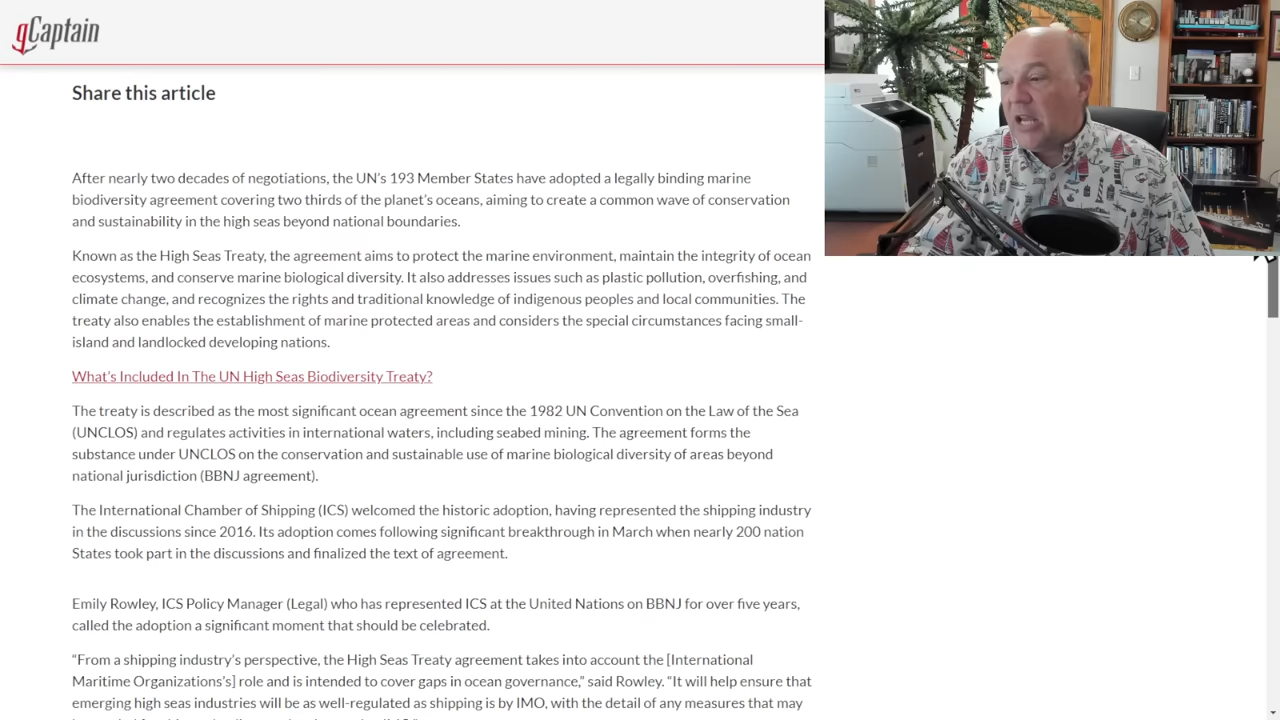 gCaptain
Share this article
After nearly two decades of negotiations, the UN's 193 Member States have adopted a legally binding marine
biodiversity agreement covering two thirds of the planet's oceans, aiming to create a common wave of conservation
and sustainability in the high seas beyond national boundaries.
Known as the High Seas Treaty, the agreement aims to protect the marine environment, maintain the integrity of ocean
ecosystems, and conserve marine biological diversity. It also addresses issues such as plastic pollution, overfishing, and
climate change, and recognizes the rights and traditional knowledge of indigenous peoples and local communities. The
treaty also enables the establishment of marine protected areas and considers the special circumstances facing small-
island and landlocked developing nations.
What's Included In The UN High Seas Biodiversity Treaty?
The treaty is described as the most significant ocean agreement since the 1982 UN Convention on the Law of the Sea
(UNCLOS) and regulates activities in international waters, including seabed mining. The agreement forms the
substance under UNCLOS on the conservation and sustainable use of marine biological diversity of areas beyond
national jurisdiction (BBNJ agreement).
The International Chamber of Shipping (ICS) welcomed the historic adoption, having represented the shipping industry
in the discussions since 2016. Its adoption comes following significant breakthrough in March when nearly 200 nation
States took part in the discussions and finalized the text of agreement.
Emily Rowley, ICS Policy Manager (Legal) who has represented ICS at the United Nations on BBNJ for over five years,
called the adoption a significant moment that should be celebrated.
“From a shipping industry's perspective, the High Seas Treaty agreement takes into account the [International
Maritime Organizations's] role and is intended to cover gaps in ocean governance,” said Rowley. “It will help ensure that
emerging high seas industries will be as well-regulated as shipping is by IMO, with the detail of any measures that may